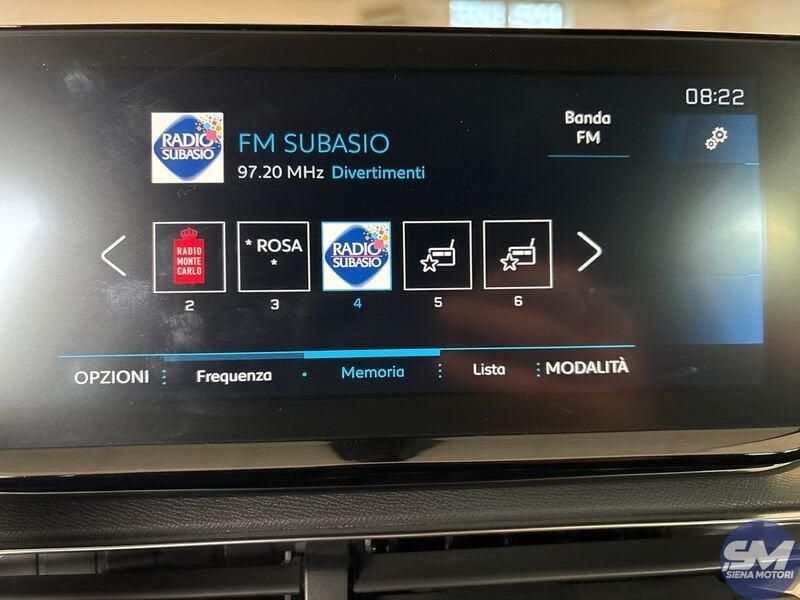 08:22
RADIO
SUBASIO
FM SUBASIO
97.20 MHz Divertimenti
Banda
FM
RADIO
MONTE
CARLO
* ROSA
*
RADIO
SUBASIO
2
3
4
5
6
OPZIONI
Frequenza
Memoria
Lista
MODALITÀ
SM
SIENA MOTORI